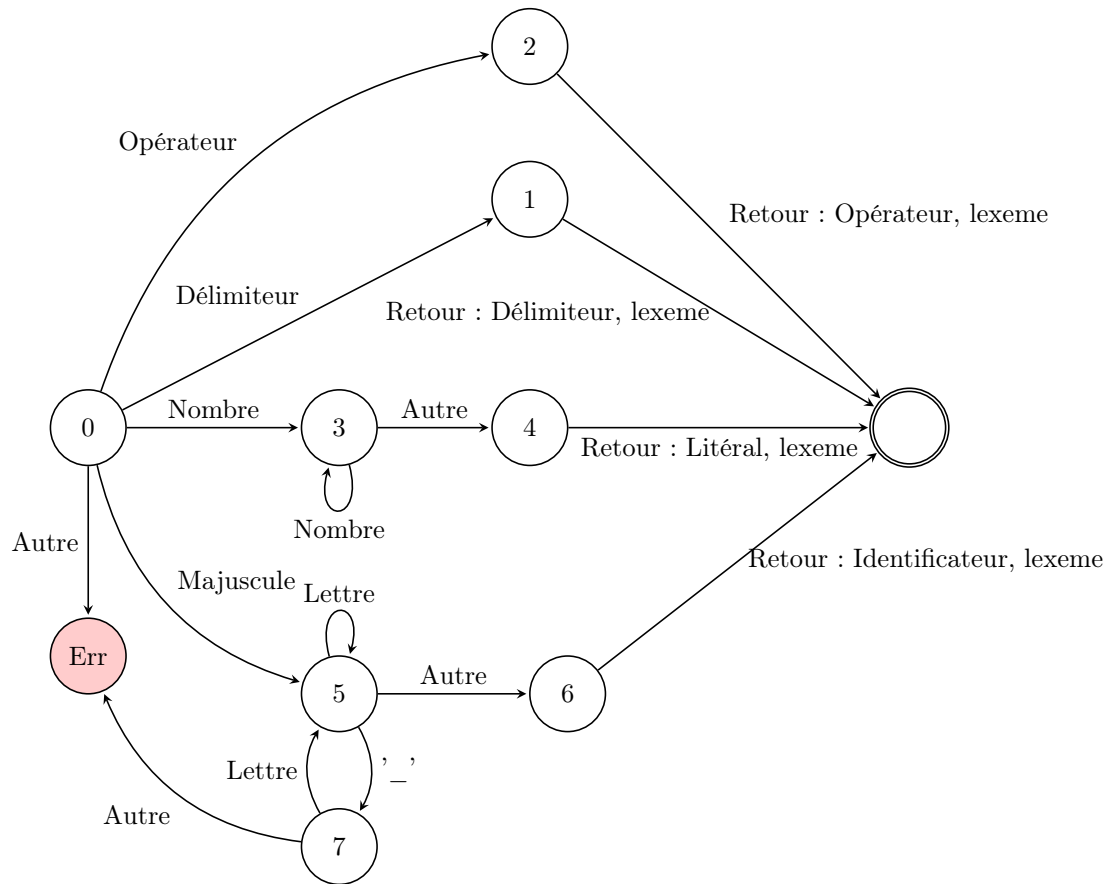 2
Opérateur
1
Retour : Opérateur, lexeme
Délimiteur
Retour : Délimiteur, lexeme
0
Nombre
3
Autre
4
Retour : Litéral, lexeme
Nombre
Autre
Majuscule
Lettre
Retour : Identificateur, lexeme
Err
5
Autre
6
Lettre
'_'
Autre
7